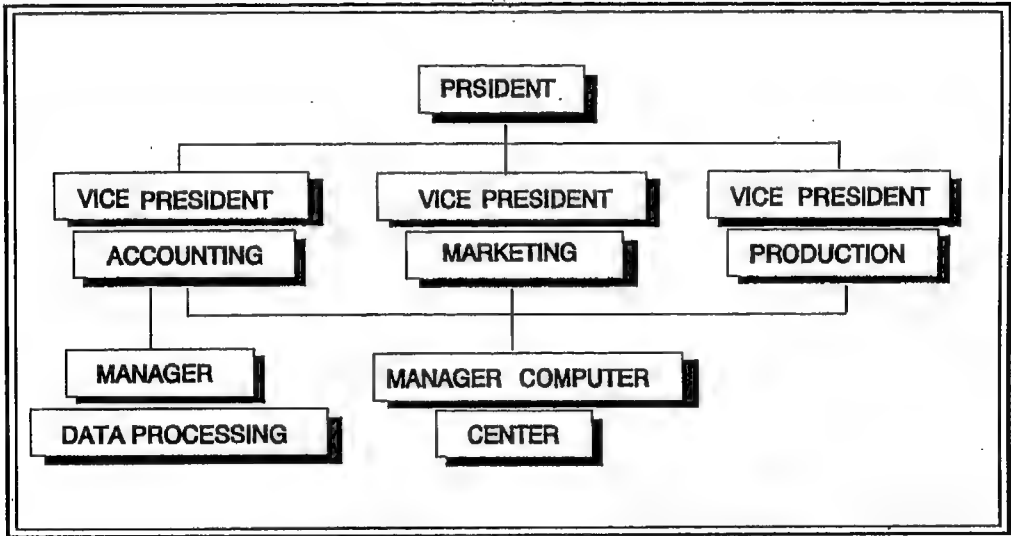 PRSIDENT
VICE PRESIDENT
VICE PRESIDENT
VICE PRESIDENT
ACCOUNTING
MARKETING
PRODUCTION
MANAGER
MANAGER COMPUTER
DATA PROCESSING
CENTER